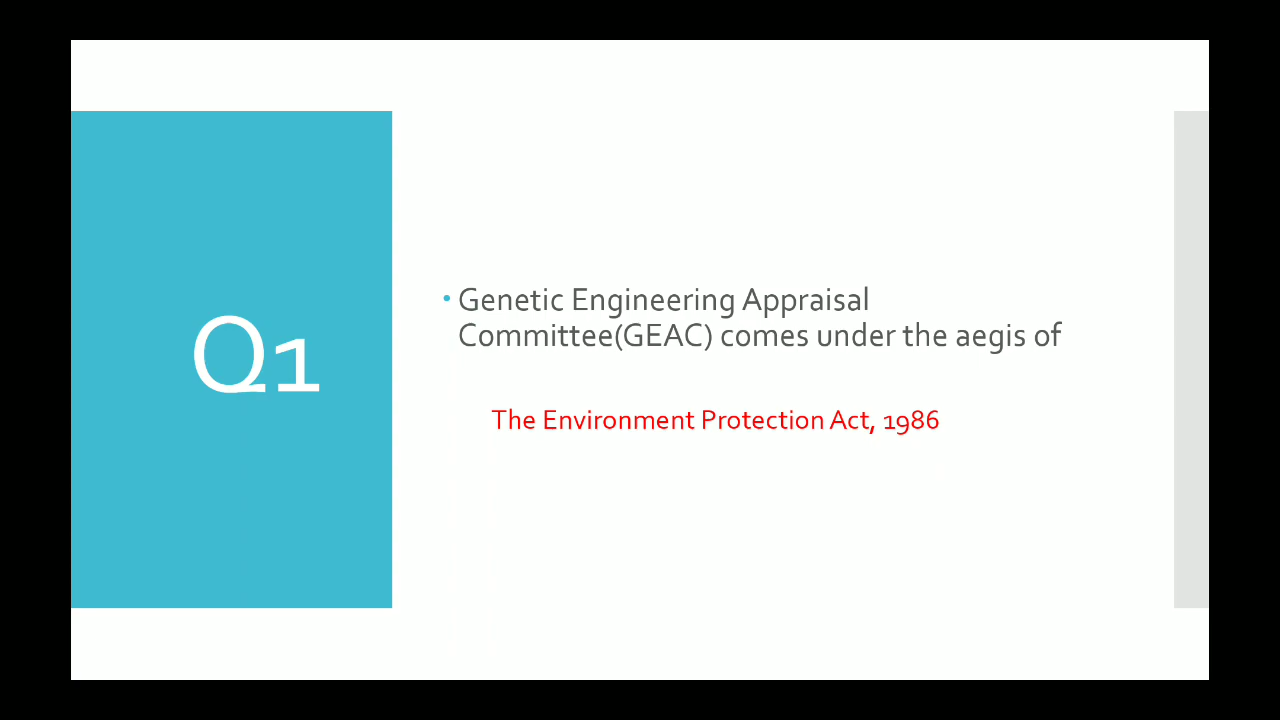 Q1
• Genetic Engineering Appraisal
Committee(GEAC) comes under the aegis of
The Environment Protection Act, 1986